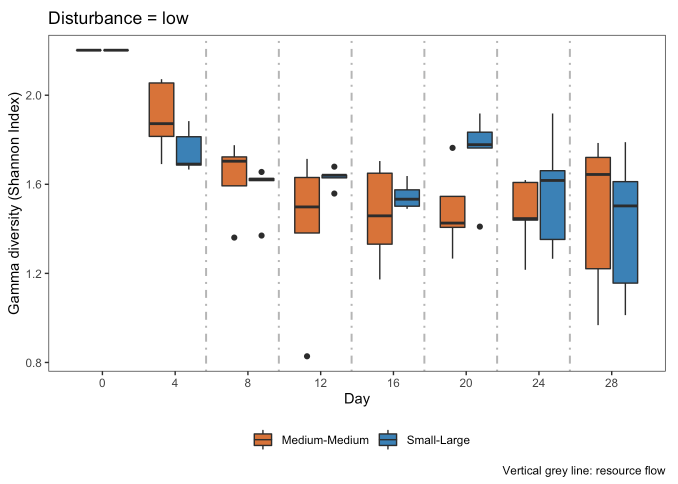 Disturbance = low
Gamma diversity (Shannon Index)
2.0
1.6
1.2
0.8
0 4 8 12 16 20 24 28
Day
Medium-Medium Small-Large
Vertical grey line: resource flow